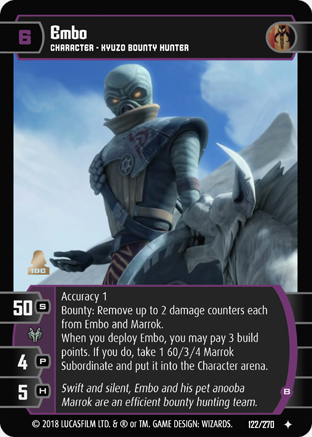 6
Embo
CHARACTER - KYUZO BOUNTY HUNTER
IDC
50 S
4 P
5 H
Accuracy 1
Bounty: Remove up to 2 damage counters each
from Embo and Marrok.
When you deploy Embo, you may pay 3 build
points. If you do, take 1 60/3/4 Marrok
Subordinate and put it into the Character arena.
Swift and silent, Embo and his pet anooba
Marrok are an efficient bounty hunting team.
B
© 2018 LUCASFILM LTD. & ® or TM. GAME DESIGN: WIZARDS.
122/270